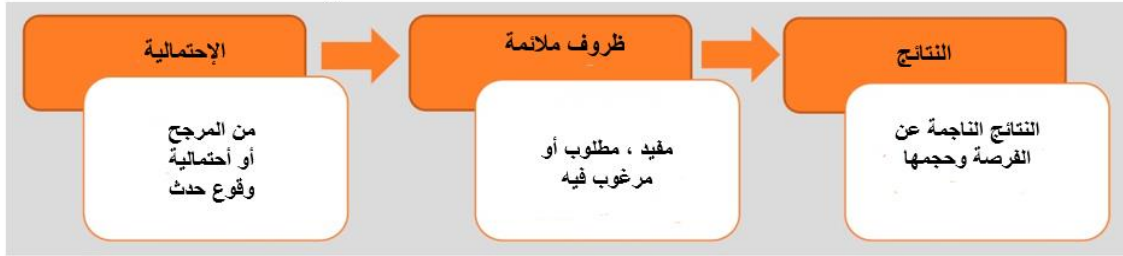 الإحتمالية
من المرجح
أو أحتمالية
وقوع حدث
ظروف ملائمة
مفيد ، مطلوب أو
مرغوب فيه
النتائج
النتائج الناجمة عن
الفرصة وحجمها